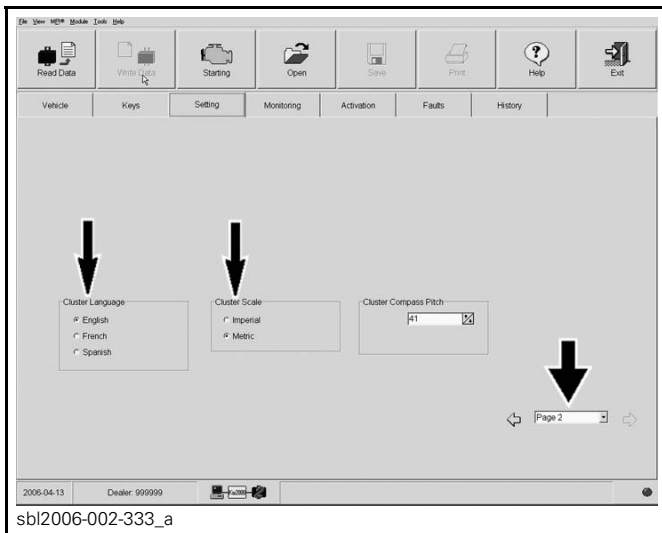 File View MPI Module Tools Help
Read Data Write Data Starting Open Save Print Help Exit
Vehicle Keys Setting Monitoring Activation Faults History
Cluster Language Cluster Scale Cluster Compass Pitch
English Imperial 41
French Metric
Spanish
Page 2
2006-04-13 Dealer: 999999 Kw2000
sbl2006-002-333_a